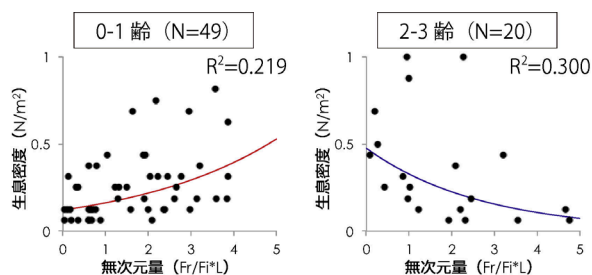 0-1 齢（N=49）
R²=0.219
生息密度（N/m²）
1
0.5
0
0 1 2 3 4 5
無次元量（Fr/Fi*L）
2-3 齢（N=20）
R²=0.300
生息密度（N/m²）
1
0.5
0
0 1 2 3 4 5
無次元量（Fr/Fi*L）